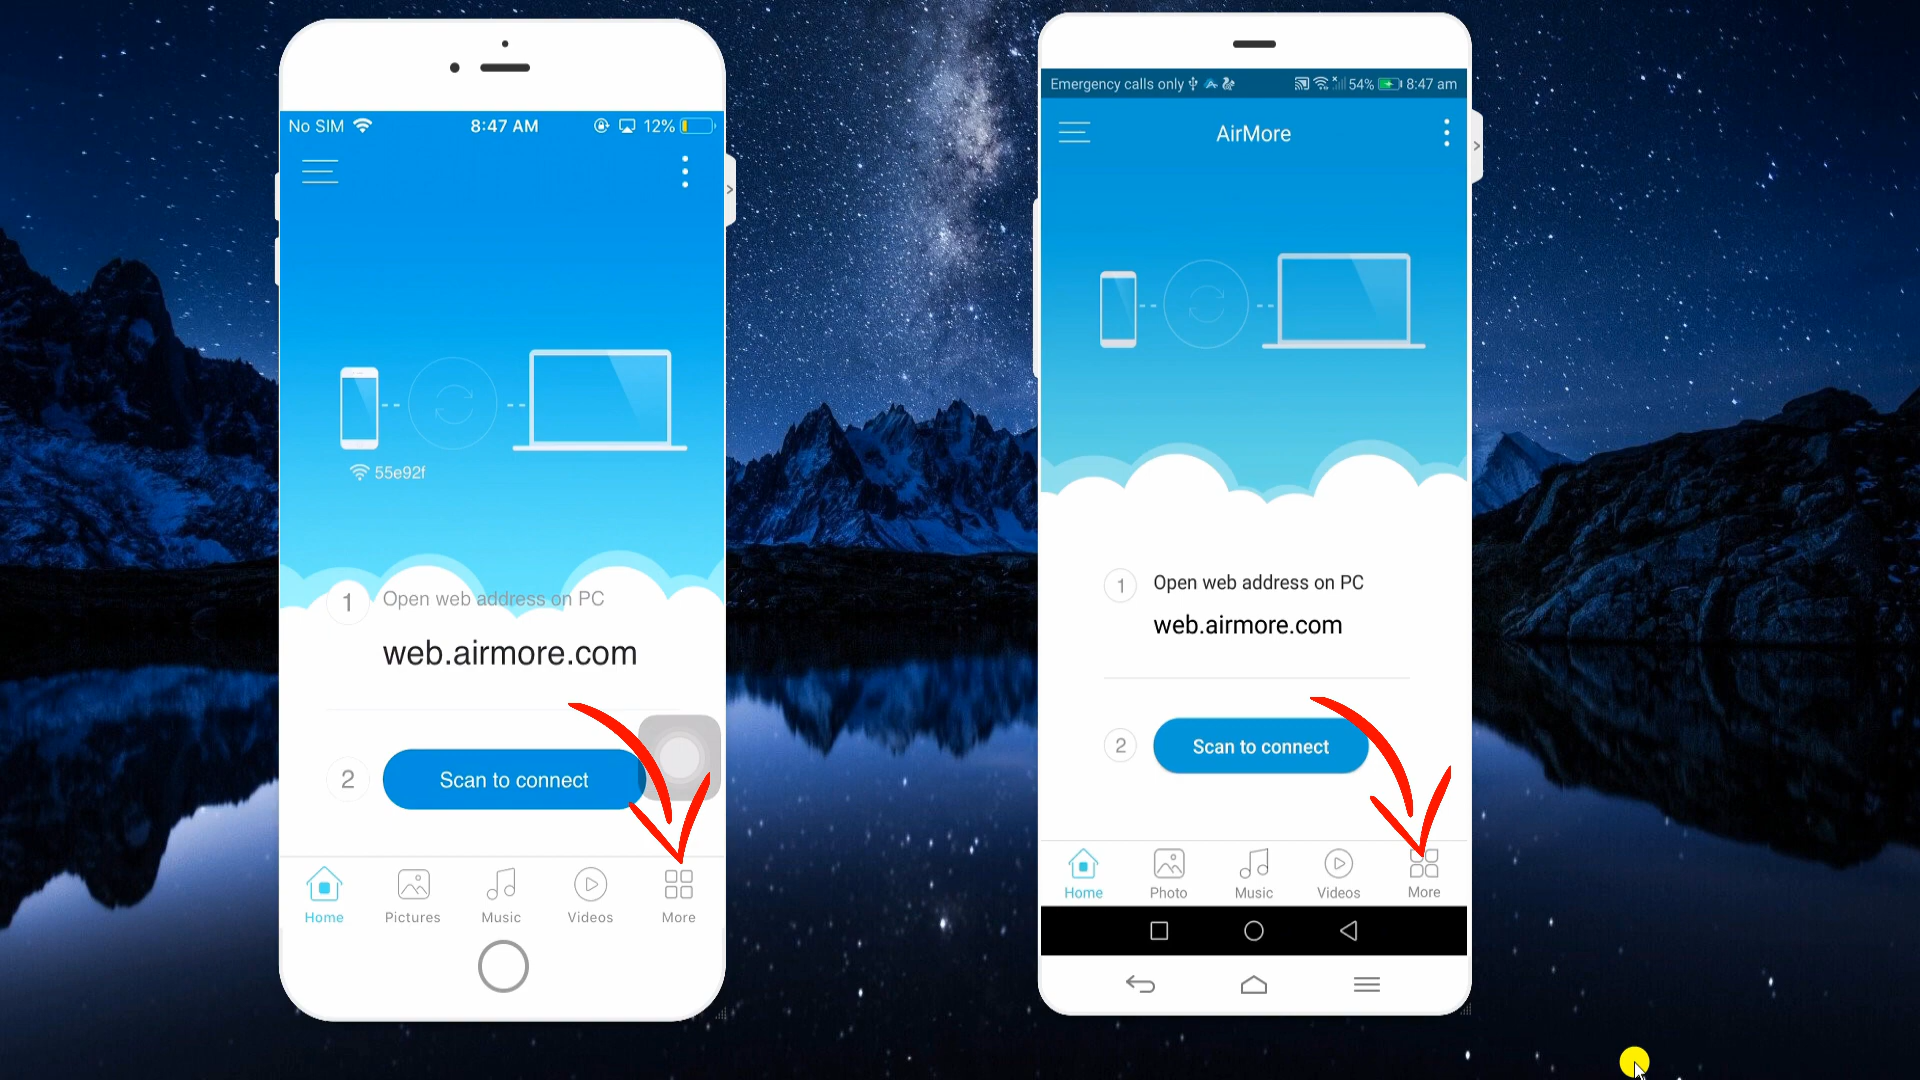 No SIM 8:47 AM 12%
55e92f
1 Open web address on PC
web.airmore.com
2 Scan to connect
Home Pictures Music Videos More
Emergency calls only 54% 8:47 am
AirMore
1 Open web address on PC
web.airmore.com
2 Scan to connect
Home Photo Music Videos More